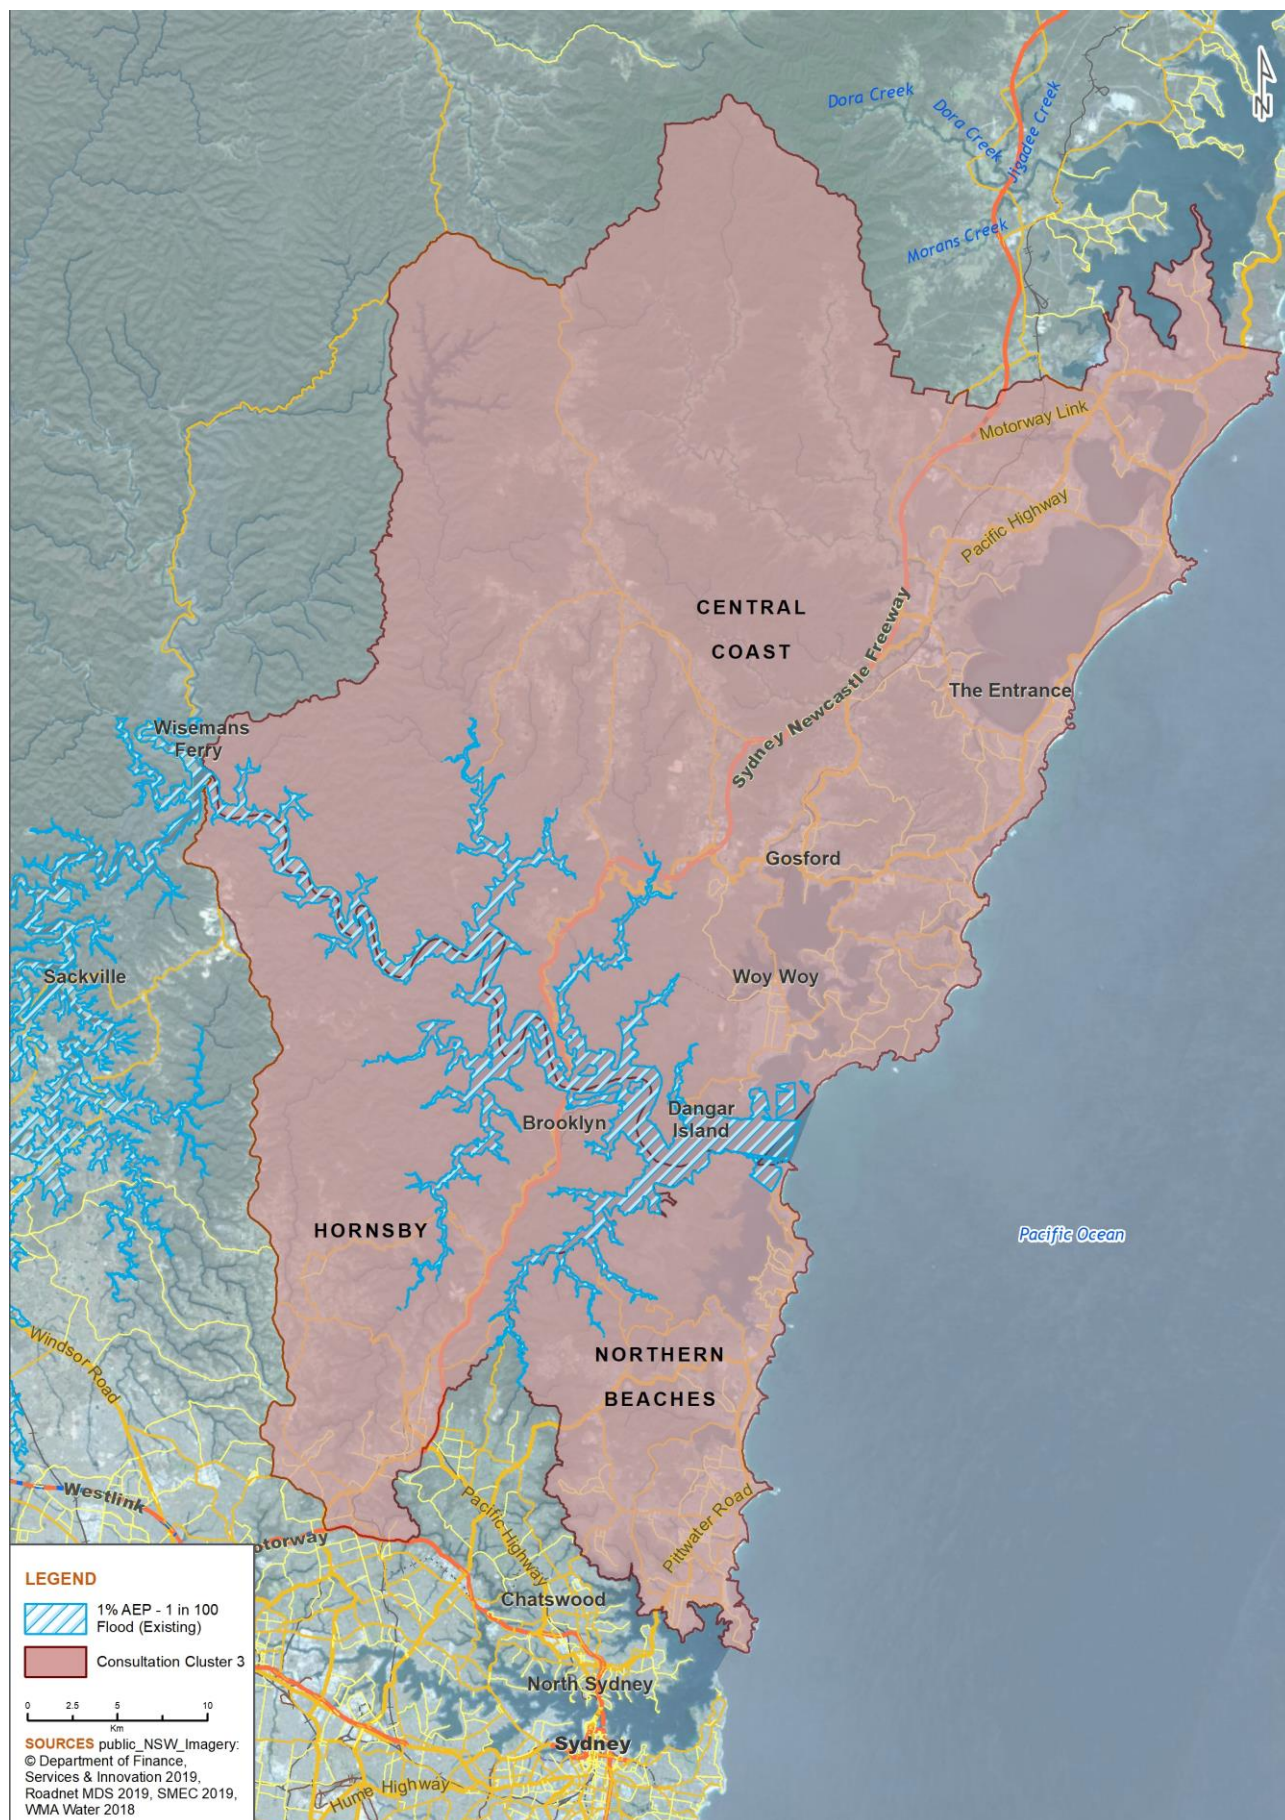 Dora Creek
Dora Creek
Jigadee Creek
N
Morans Creek
Motorway Link
Pacific Highway
CENTRAL
COAST
Sydney Newcastle Freeway
The Entrance
Wisemans
Ferry
Gosford
Sackville
Woy Woy
Brooklyn
Dangar
Island
HORNSBY
Pacific Ocean
NORTHERN
BEACHES
Windsor Road
Westlink
Pacific Highway
Pittwater Road
otorway
Chatswood
North Sydney
Sydney
Hume Highway
LEGEND
1% AEP - 1 in 100
Flood (Existing)
Consultation Cluster 3
0 2.5 5 10
Km
SOURCES public_NSW_Imagery:
© Department of Finance,
Services & Innovation 2019,
Roadnet MDS 2019, SMEC 2019,
WMA Water 2018